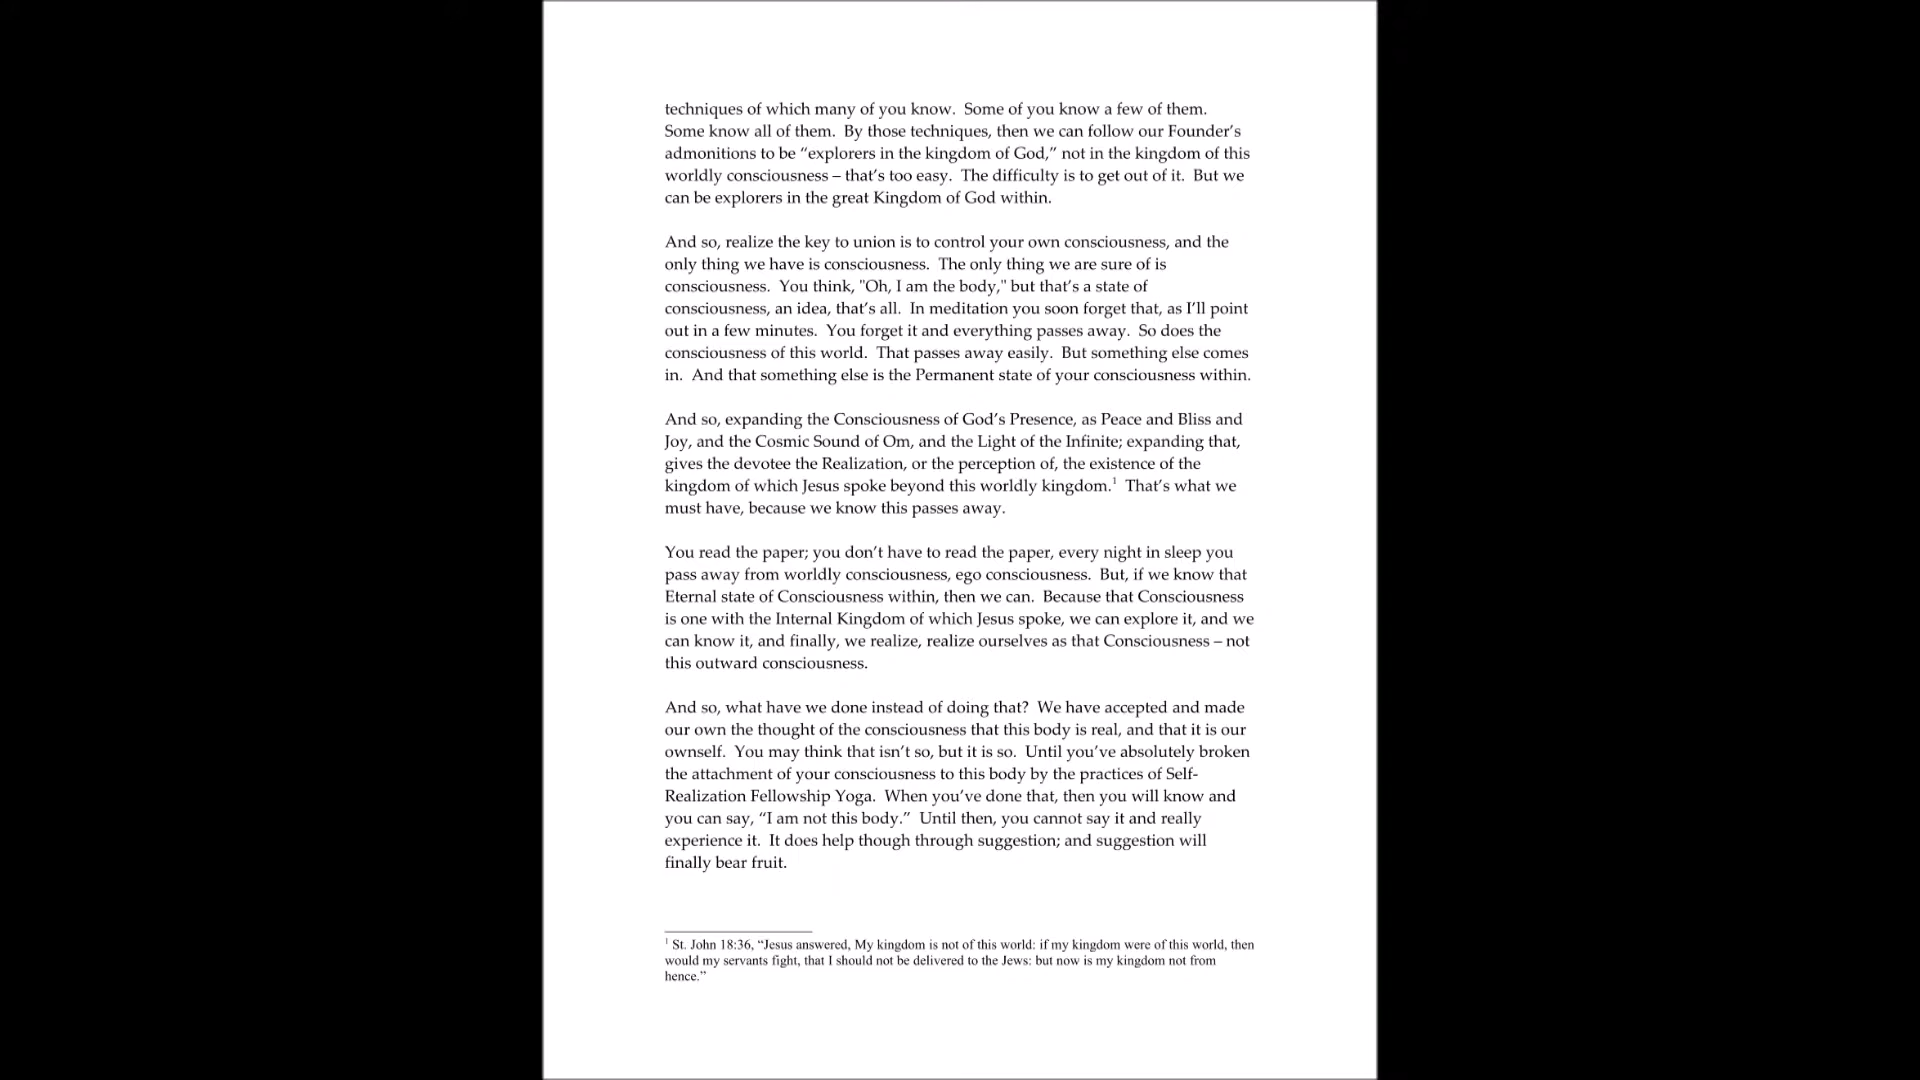 techniques of which many of you know.  Some of you know a few of them.
Some know all of them.  By those techniques, then we can follow our Founder’s
admonitions to be “explorers in the kingdom of God,” not in the kingdom of this
worldly consciousness – that’s too easy.  The difficulty is to get out of it.  But we
can be explorers in the great Kingdom of God within.
And so, realize the key to union is to control your own consciousness, and the
only thing we have is consciousness.  The only thing we are sure of is
consciousness.  You think, "Oh, I am the body," but that’s a state of
consciousness, an idea, that’s all.  In meditation you soon forget that, as I’ll point
out in a few minutes.  You forget it and everything passes away.  So does the
consciousness of this world.  That passes away easily.  But something else comes
in.  And that something else is the Permanent state of your consciousness within.
And so, expanding the Consciousness of God’s Presence, as Peace and Bliss and
Joy, and the Cosmic Sound of Om, and the Light of the Infinite; expanding that,
gives the devotee the Realization, or the perception of, the existence of the
kingdom of which Jesus spoke beyond this worldly kingdom.¹  That’s what we
must have, because we know this passes away.
You read the paper; you don’t have to read the paper, every night in sleep you
pass away from worldly consciousness, ego consciousness.  But, if we know that
Eternal state of Consciousness within, then we can.  Because that Consciousness
is one with the Internal Kingdom of which Jesus spoke, we can explore it, and we
can know it, and finally, we realize, realize ourselves as that Consciousness – not
this outward consciousness.
And so, what have we done instead of doing that?  We have accepted and made
our own the thought of the consciousness that this body is real, and that it is our
ownself.  You may think that isn’t so, but it is so.  Until you’ve absolutely broken
the attachment of your consciousness to this body by the practices of Self-
Realization Fellowship Yoga.  When you’ve done that, then you will know and
you can say, “I am not this body.”  Until then, you cannot say it and really
experience it.  It does help though through suggestion; and suggestion will
finally bear fruit.
¹ St. John 18:36, “Jesus answered, My kingdom is not of this world: if my kingdom were of this world, then
would my servants fight, that I should not be delivered to the Jews: but now is my kingdom not from
hence.”